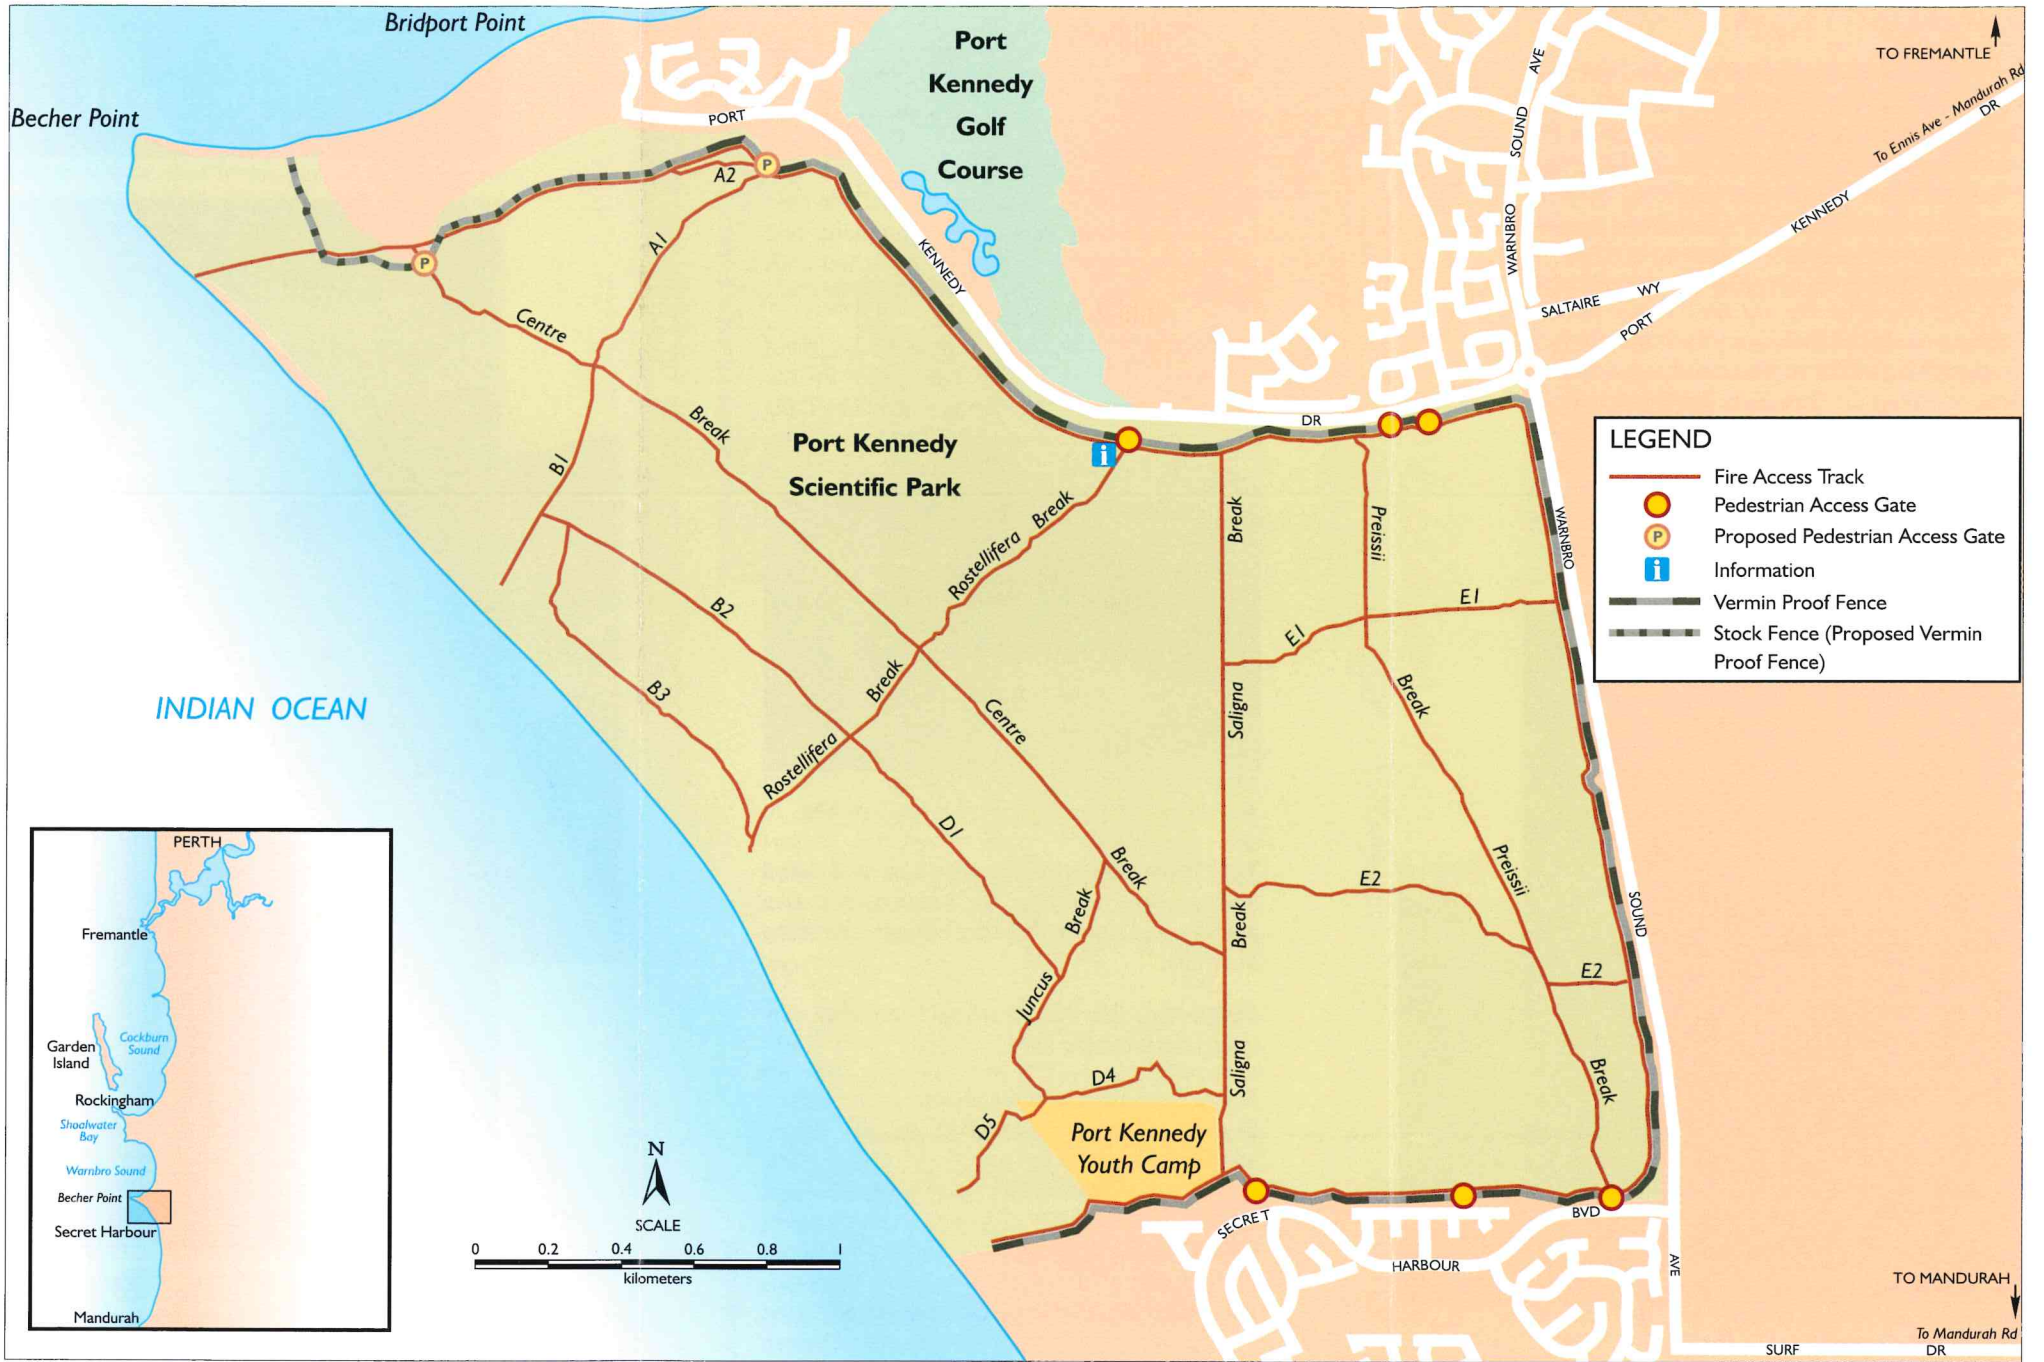 Bridport Point
Becher Point
Port
Kennedy
Golf
Course
TO FREMANTLE
To Ennis Ave - Mandurah Rd
DR
KENNEDY
PORT
WARNBRO
SOUND
AVE
SALTAIRE
WY
PORT
KENNEDY
DR
P
A2
A1
P
Centre
Break
B1
Port Kennedy
Scientific Park
i
Rostellifera
Break
Break
Preissii
E1
E1
WARNBRO
B2
B3
Break
Rostellifera
Centre
Saligna
Break
D1
Break
Break
Juncus
E2
Preissii
Break
SOUND
E2
Saligna
Break
D4
D5
Port Kennedy
Youth Camp
SECRET
HARBOUR
BVD
AVE
INDIAN OCEAN
LEGEND
Fire Access Track
Pedestrian Access Gate
P
Proposed Pedestrian Access Gate
i
Information
Vermin Proof Fence
Stock Fence (Proposed Vermin
Proof Fence)
PERTH
Fremantle
Cockburn
Sound
Garden
Island
Rockingham
Shoalwater
Bay
Warnbro Sound
Becher Point
Secret Harbour
Mandurah
N
SCALE
0 0.2 0.4 0.6 0.8 1
kilometers
TO MANDURAH
To Mandurah Rd
SURF
DR